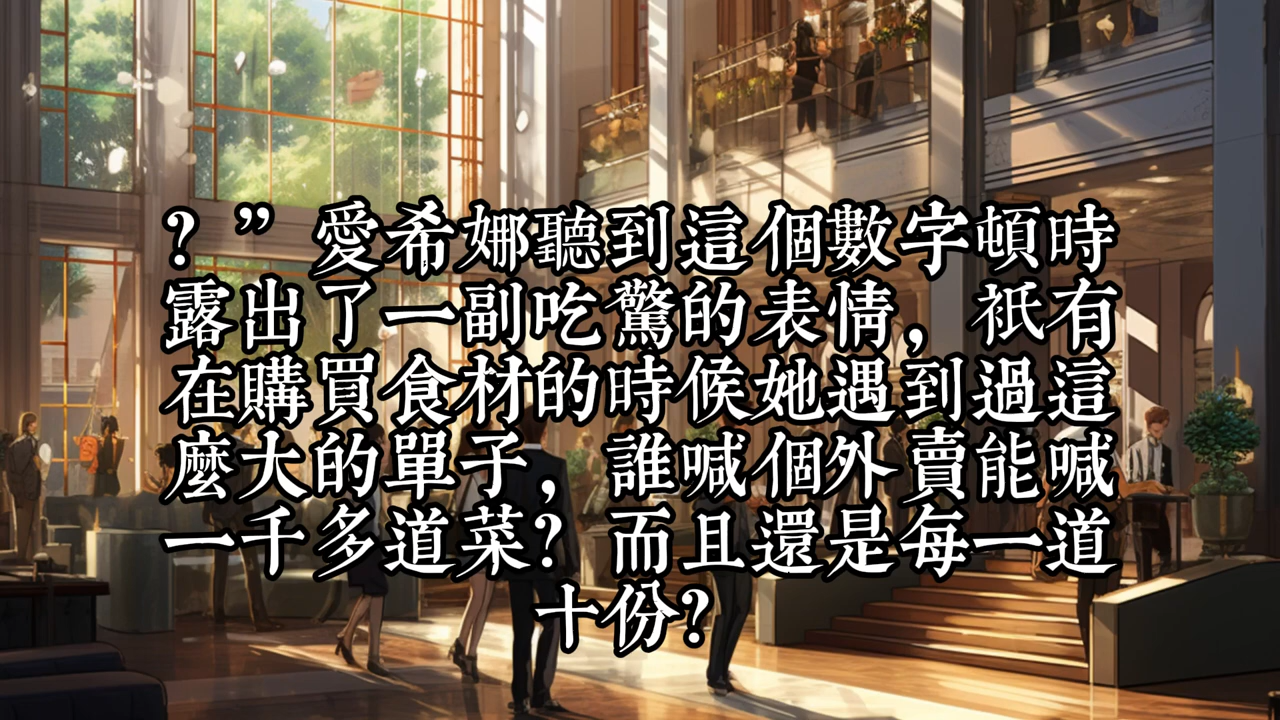 ？”愛希娜聽到這個數字頓時
露出了一副吃驚的表情，衹有
在購買食材的時候她遇到過這
麼大的單子，誰喊個外賣能喊
一千多道菜？而且還是每一道
十份？